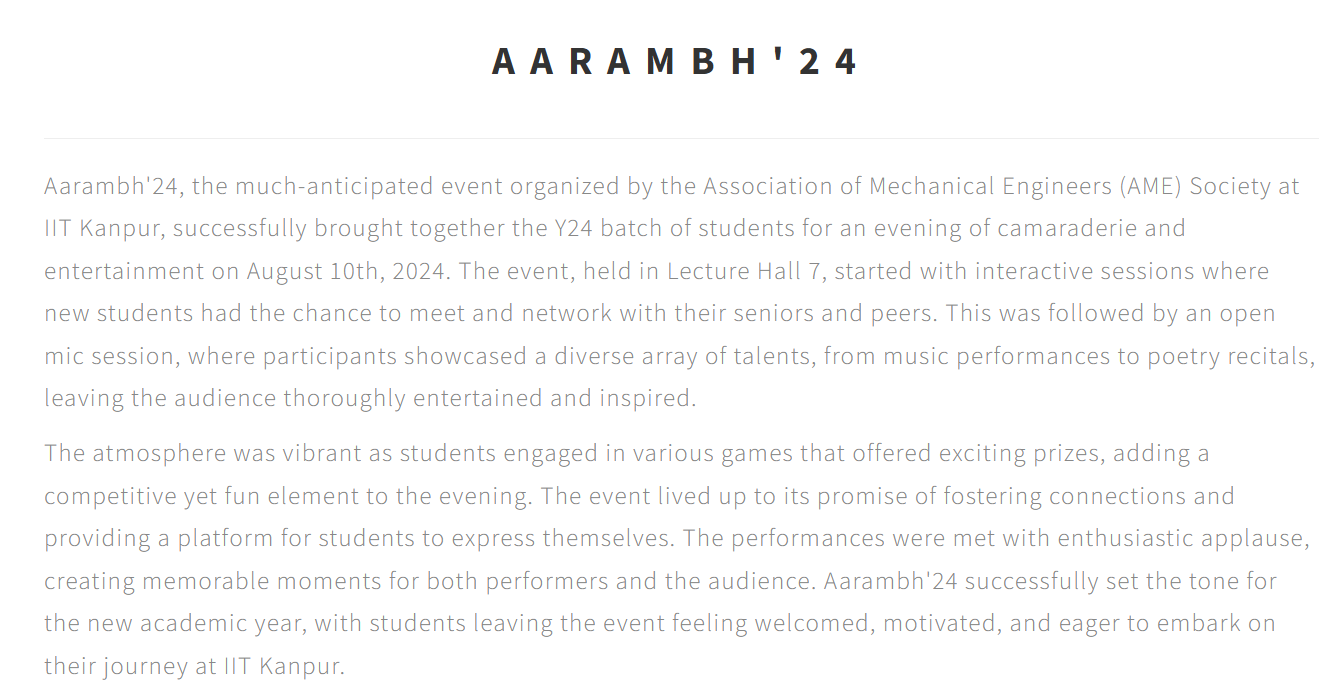 AARAMBH'24
Aarambh'24, the much-anticipated event organized by the Association of Mechanical Engineers (AME) Society at
IIT Kanpur, successfully brought together the Y24 batch of students for an evening of camaraderie and
entertainment on August 10th, 2024. The event, held in Lecture Hall 7, started with interactive sessions where
new students had the chance to meet and network with their seniors and peers. This was followed by an open
mic session, where participants showcased a diverse array of talents, from music performances to poetry recitals,
leaving the audience thoroughly entertained and inspired.
The atmosphere was vibrant as students engaged in various games that offered exciting prizes, adding a
competitive yet fun element to the evening. The event lived up to its promise of fostering connections and
providing a platform for students to express themselves. The performances were met with enthusiastic applause,
creating memorable moments for both performers and the audience. Aarambh'24 successfully set the tone for
the new academic year, with students leaving the event feeling welcomed, motivated, and eager to embark on
their journey at IIT Kanpur.